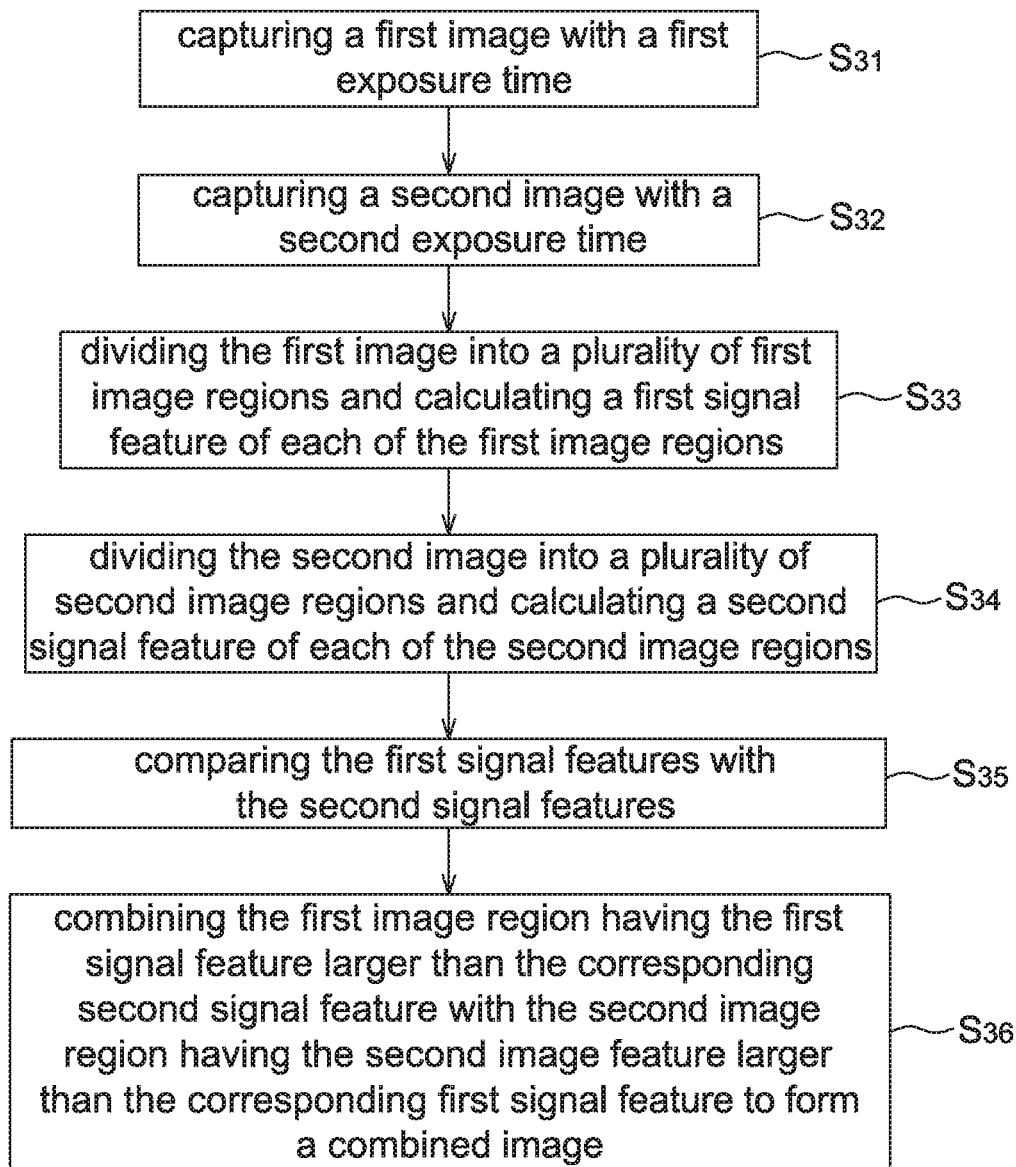 capturing a first image with a first
exposure time
S31
capturing a second image with a
second exposure time
S32
dividing the first image into a plurality of first
image regions and calculating a first signal
feature of each of the first image regions
S33
dividing the second image into a plurality of
second image regions and calculating a second
signal feature of each of the second image regions
S34
comparing the first signal features with
the second signal features
S35
combining the first image region having the first
signal feature larger than the corresponding
second signal feature with the second image
region having the second image feature larger
than the corresponding first signal feature to form
a combined image
S36